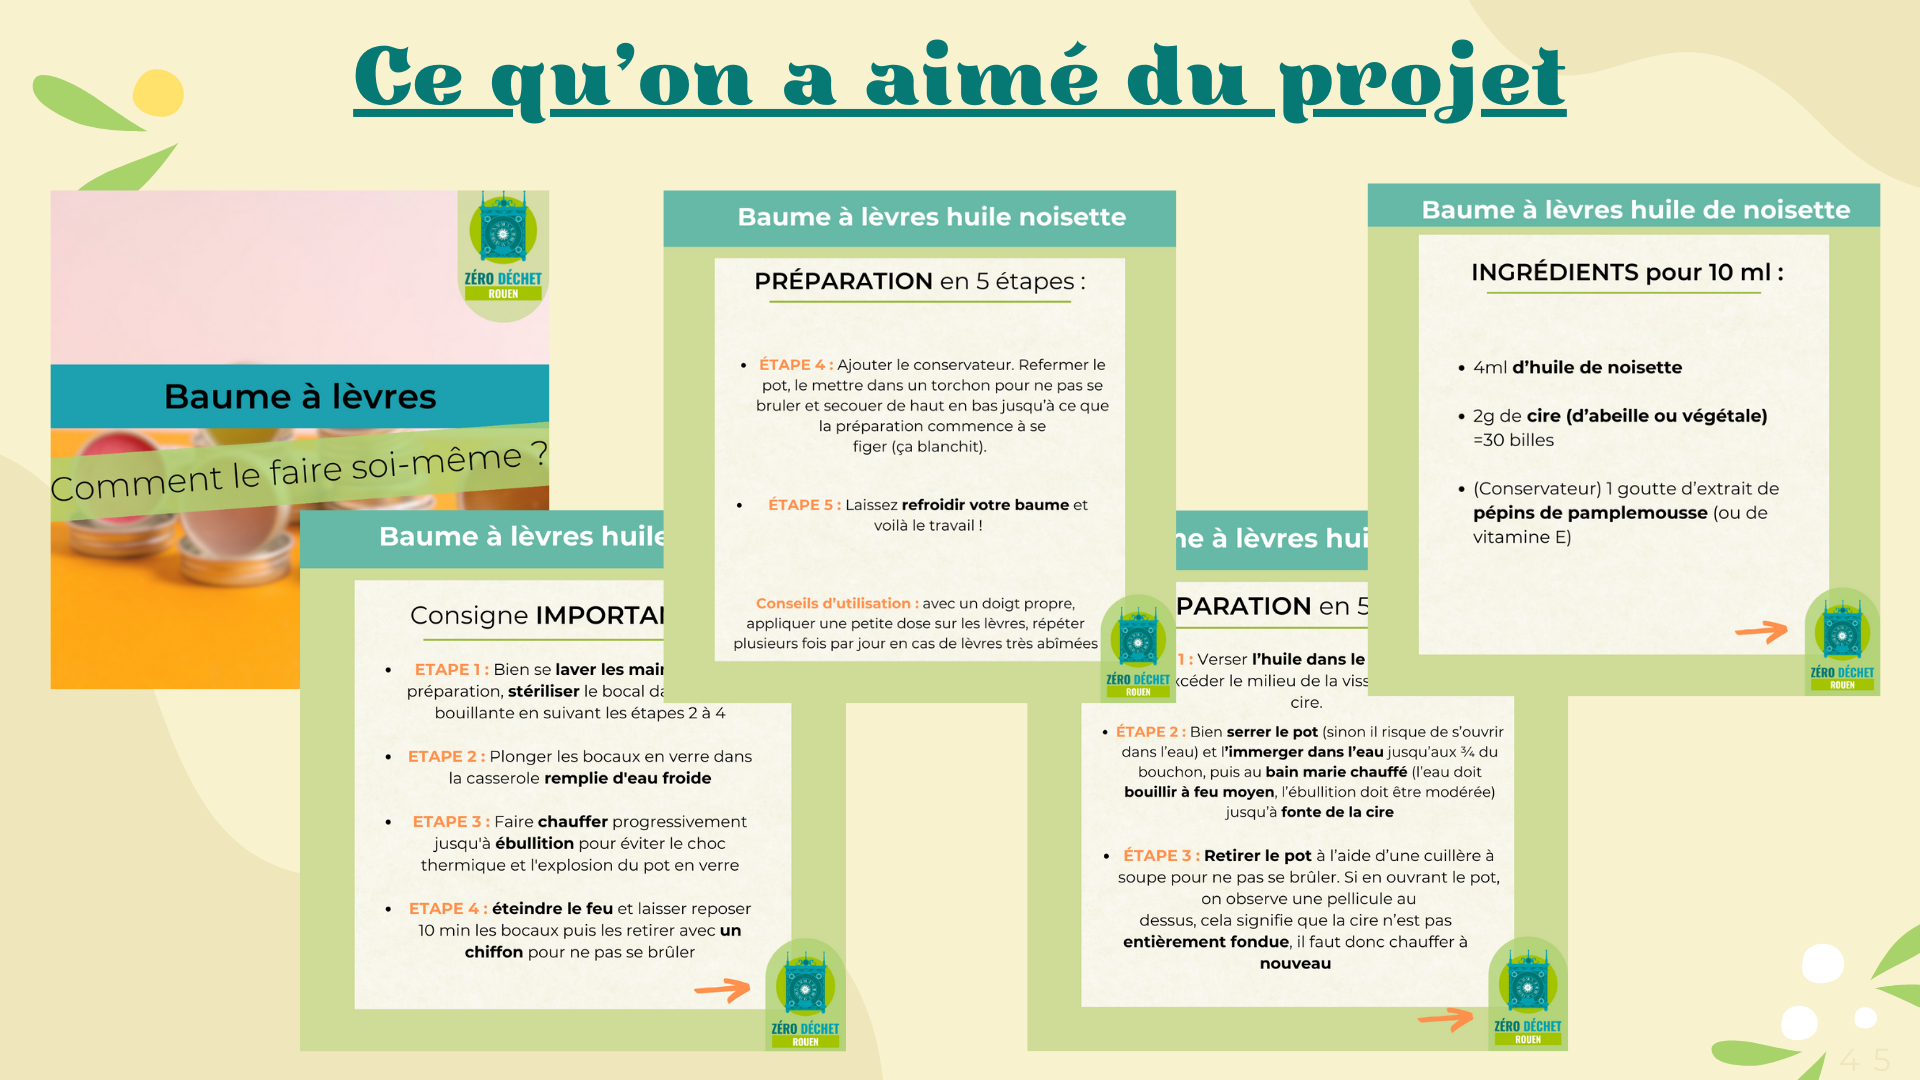 Ce qu’on a aimé du projet
ZÉRO DÉCHET
ROUEN
Baume à lèvres
Comment le faire soi-même ?
Baume à lèvres huile
Consigne
ETAPE 1 : Bien se laver les
préparation, stériliser le bocal
bouillante en suivant les étapes 2 à 4
ETAPE 2 : Plonger les bocaux en verre dans
la casserole remplie d'eau froide
ETAPE 3 : Faire chauffer progressivement
jusqu'à ébullition pour éviter le choc
thermique et l'explosion du pot en verre
ETAPE 4 : éteindre le feu et laisser reposer
10 min les bocaux puis les retirer avec un
chiffon pour ne pas se brûler
ZÉRO DÉCHET
ROUEN
Baume à lèvres huile noisette
PRÉPARATION en 5 étapes :
ÉTAPE 4 : Ajouter le conservateur. Refermer le
pot, le mettre dans un torchon pour ne pas se
bruler et secouer de haut en bas jusqu’à ce que
la préparation commence à se
figer (ça blanchit).
ÉTAPE 5 : Laissez refroidir votre baume et
voilà le travail !
Conseils d’utilisation : avec un doigt propre,
appliquer une petite dose sur les lèvres, répéter
plusieurs fois par jour en cas de lèvres très abîmées
ZÉRO DÉCHET
ROUEN
à lèvres
en 5
1 : Verser l’huile dans le
le milieu de la
cire.
ÉTAPE 2 : Bien serrer le pot (sinon il risque de s’ouvrir
dans l’eau) et l’immerger dans l’eau jusqu’aux ¾ du
bouchon, puis au bain marie chauffé (l’eau doit
bouillir à feu moyen, l’ébullition doit être modérée)
jusqu’à fonte de la cire
ÉTAPE 3 : Retirer le pot à l’aide d’une cuillère à
soupe pour ne pas se brûler. Si en ouvrant le pot,
on observe une pellicule au
dessus, cela signifie que la cire n’est pas
entièrement fondue, il faut donc chauffer à
nouveau
ZÉRO DÉCHET
ROUEN
Baume à lèvres huile de noisette
INGRÉDIENTS pour 10 ml :
4ml d’huile de noisette
2g de cire (d’abeille ou végétale)
=30 billes
(Conservateur) 1 goutte d’extrait de
pépins de pamplemousse (ou de
vitamine E)
ZÉRO DÉCHET
ROUEN
45